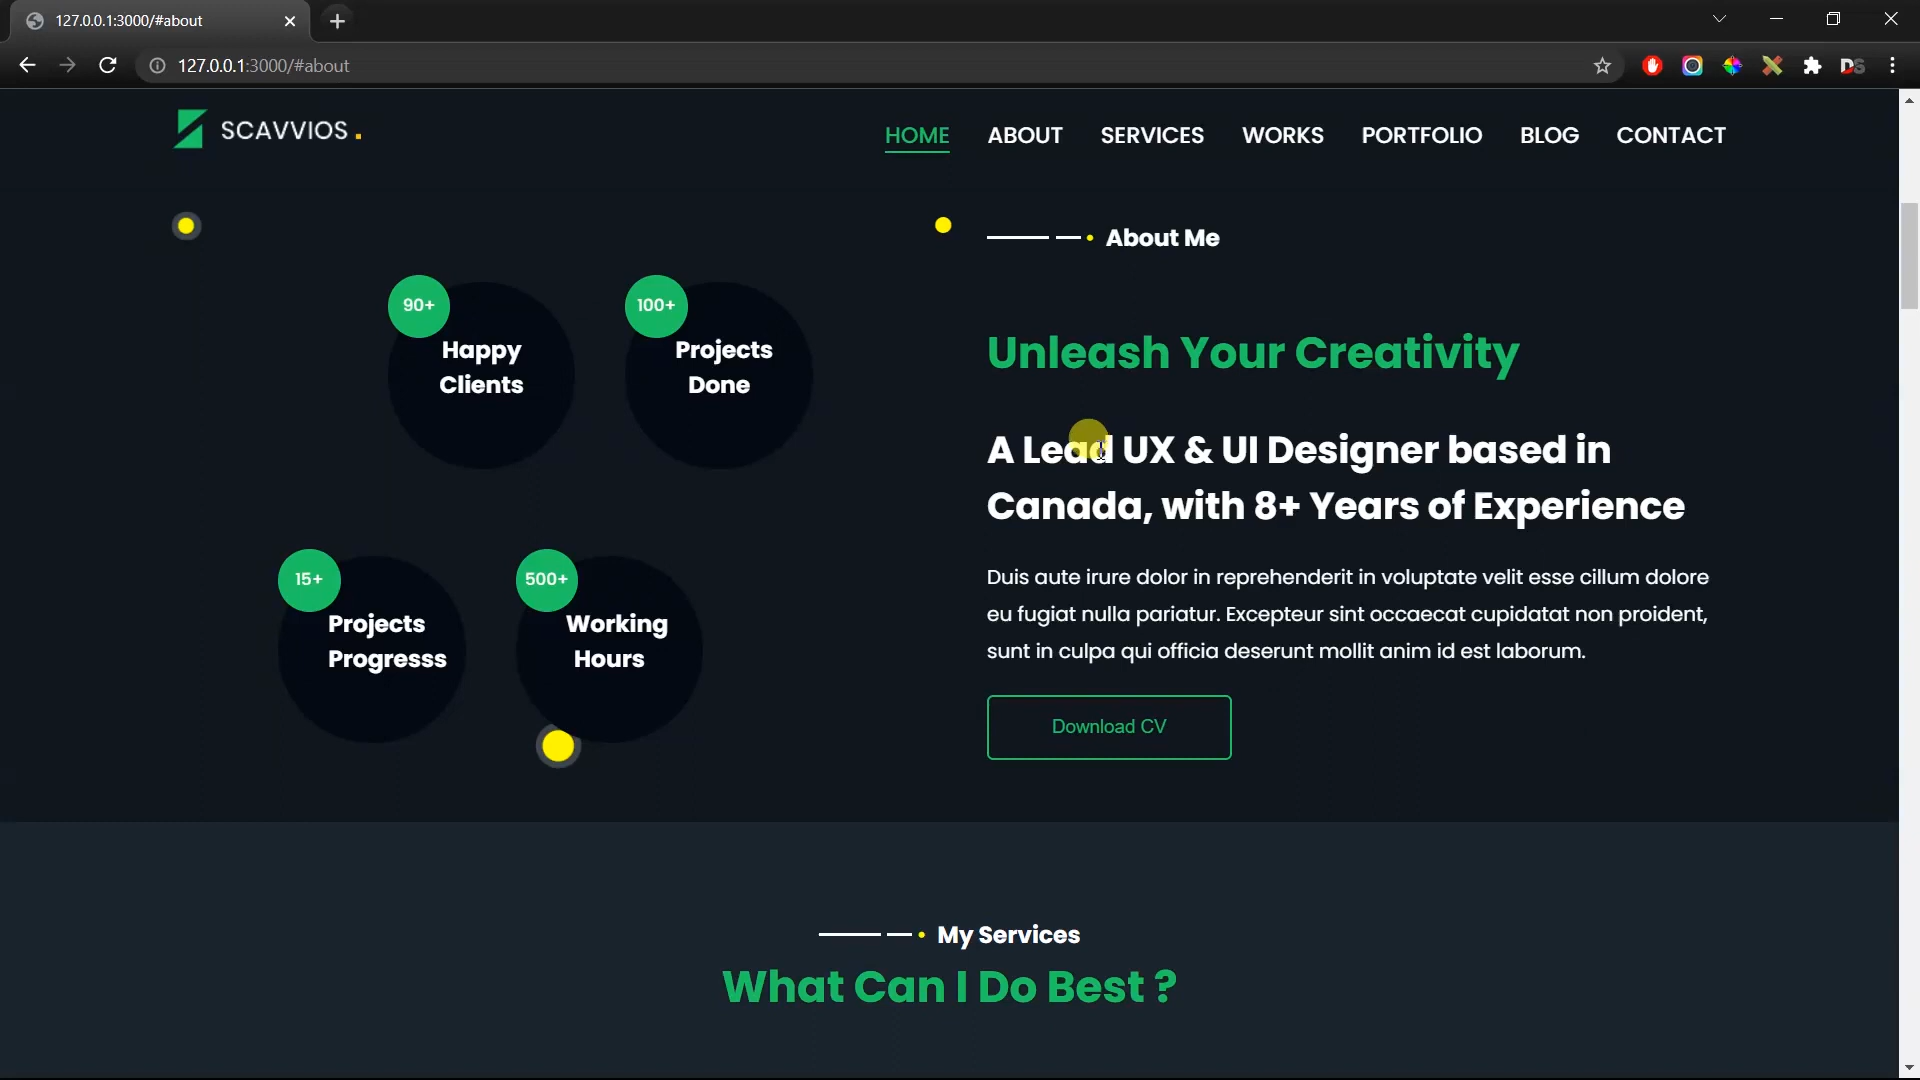 127.0.0.1:3000/#about
127.0.0.1:3000/#about
SCAVVIOS .
HOME ABOUT SERVICES WORKS PORTFOLIO BLOG CONTACT
90+
Happy
Clients
100+
Projects
Done
15+
Projects
Progresss
500+
Working
Hours
About Me
Unleash Your Creativity
A Lead UX & UI Designer based in
Canada, with 8+ Years of Experience
Duis aute irure dolor in reprehenderit in voluptate velit esse cillum dolore
eu fugiat nulla pariatur. Excepteur sint occaecat cupidatat non proident,
sunt in culpa qui officia deserunt mollit anim id est laborum.
Download CV
My Services
What Can I Do Best ?